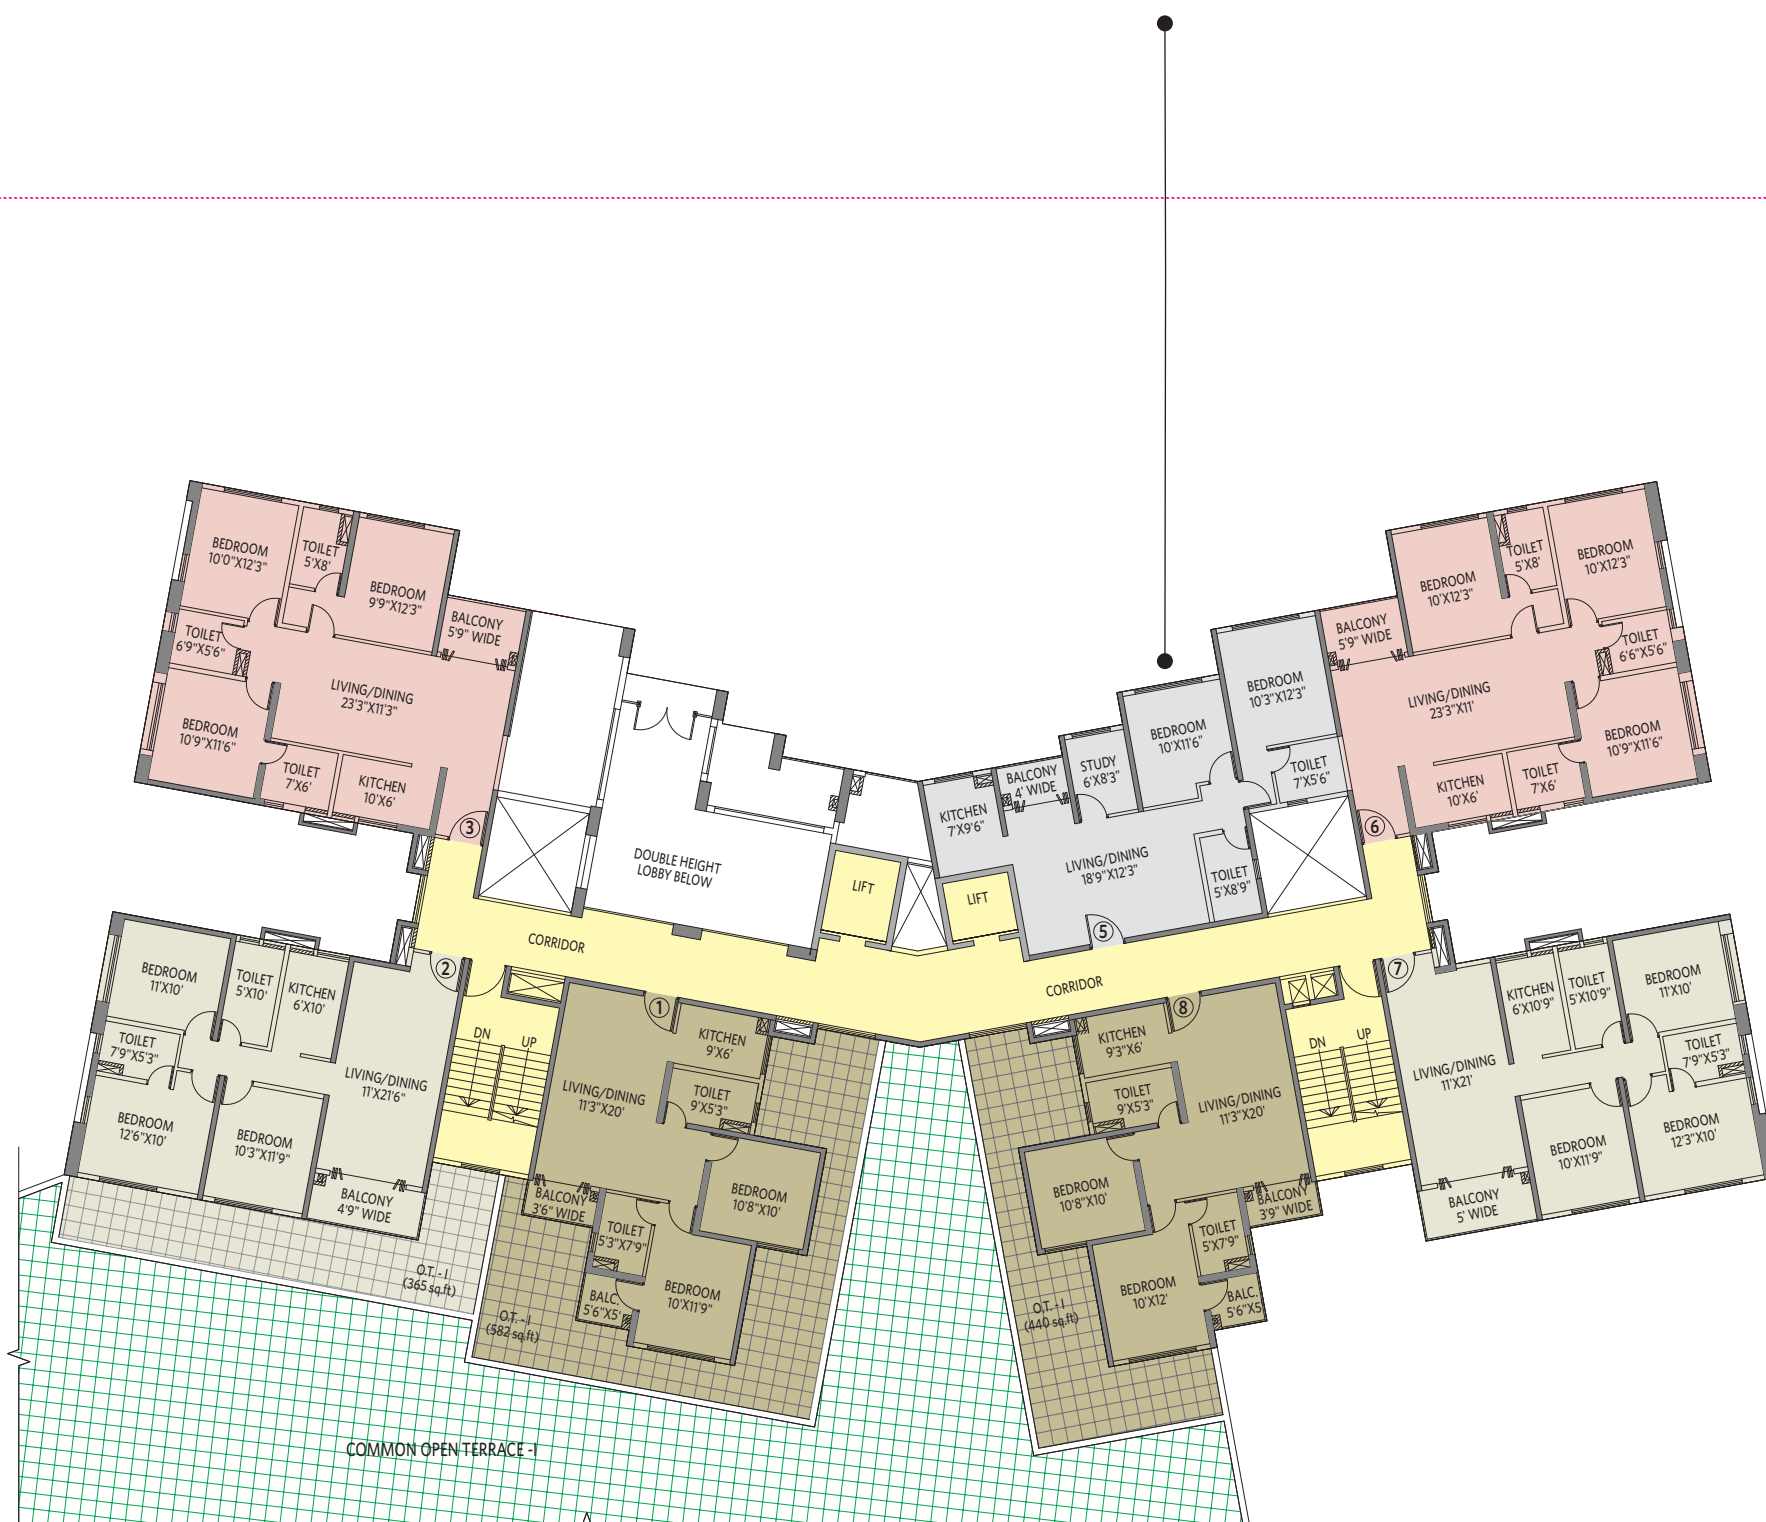 BEDROOM
10'0"X12'3"
TOILET
5'X8'
BEDROOM
9'9"X12'3"
BALCONY
5'9" WIDE
TOILET
6'9"X5'6"
LIVING/DINING
23'3"X11'3"
BEDROOM
10'9"X11'6"
TOILET
7'X6'
KITCHEN
10'X6'
3
DOUBLE HEIGHT
LOBBY BELOW
LIFT
LIFT
KITCHEN
7'X9'6"
BALCONY
4' WIDE
STUDY
6'X8'3"
BEDROOM
10'X11'6"
BEDROOM
10'3"X12'3"
TOILET
7'X5'6"
LIVING/DINING
18'9"X12'3"
TOILET
5'X8'9"
5
BALCONY
5'9" WIDE
BEDROOM
10'X12'3"
TOILET
5'X8'
BEDROOM
10'X12'3"
TOILET
6'6"X5'6"
LIVING/DINING
23'3"X11'
BEDROOM
10'9"X11'6"
KITCHEN
10'X6'
TOILET
7'X6'
6
CORRIDOR
CORRIDOR
BEDROOM
11'X10'
TOILET
5'X10'
KITCHEN
6'X10'
2
TOILET
7'9"X5'3"
LIVING/DINING
11'X21'6"
BEDROOM
12'6"X10'
BEDROOM
10'3"X11'9"
BALCONY
4'9" WIDE
DN
UP
O.T. - I
(365 sq.ft)
1
KITCHEN
9'X6'
LIVING/DINING
11'3"X20'
TOILET
9'X5'3"
BEDROOM
10'8"X10'
BALCONY
3'6" WIDE
TOILET
5'3"X7'9"
BALC.
5'6"X5'
BEDROOM
10'X11'9"
O.T. - I
(582 sq.ft)
8
KITCHEN
9'3"X6'
TOILET
9'X5'3"
LIVING/DINING
11'3"X20'
BEDROOM
10'8"X10'
TOILET
5'X7'9"
BALCONY
3'9" WIDE
BEDROOM
10'X12'
BALC.
5'6"X5
O.T. - I
(440 sq.ft)
DN
UP
7
KITCHEN
6'X10'9"
TOILET
5'X10'9"
BEDROOM
11'X10'
LIVING/DINING
11'X21'
TOILET
7'9"X5'3"
BEDROOM
10'X11'9"
BEDROOM
12'3"X10'
BALCONY
5' WIDE
COMMON OPEN TERRACE -I